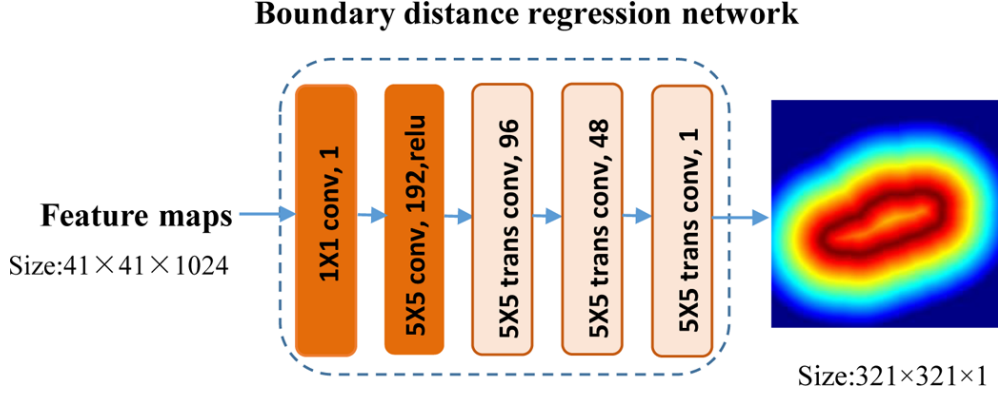 Boundary distance regression network
Feature maps
Size:41×41×1024
1X1 conv, 1
5X5 conv, 192,relu
5X5 trans conv, 96
5X5 trans conv, 48
5X5 trans conv, 1
Size:321×321×1